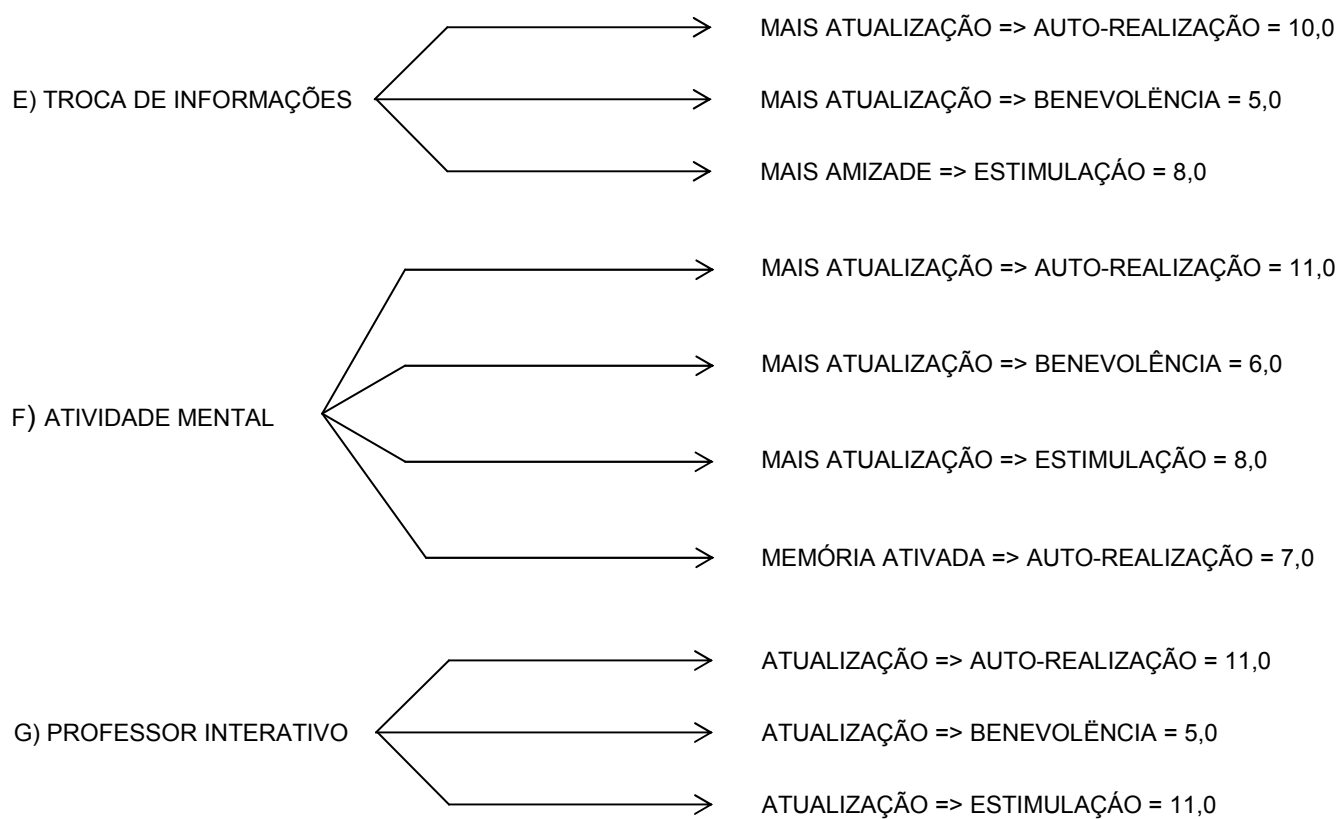 MAIS ATUALIZAÇÃO => AUTO-REALIZAÇÃO = 10,0
E) TROCA DE INFORMAÇÕES
MAIS ATUALIZAÇÃO => BENEVOLËNCIA = 5,0
MAIS AMIZADE => ESTIMULAÇÁO = 8,0
MAIS ATUALIZAÇÃO => AUTO-REALIZAÇÃO = 11,0
MAIS ATUALIZAÇÃO => BENEVOLÊNCIA = 6,0
F) ATIVIDADE MENTAL
MAIS ATUALIZAÇÃO => ESTIMULAÇÃO = 8,0
MEMÓRIA ATIVADA => AUTO-REALIZAÇÃO = 7,0
ATUALIZAÇÃO => AUTO-REALIZAÇÃO = 11,0
G) PROFESSOR INTERATIVO
ATUALIZAÇÃO => BENEVOLËNCIA = 5,0
ATUALIZAÇÃO => ESTIMULAÇÁO = 11,0